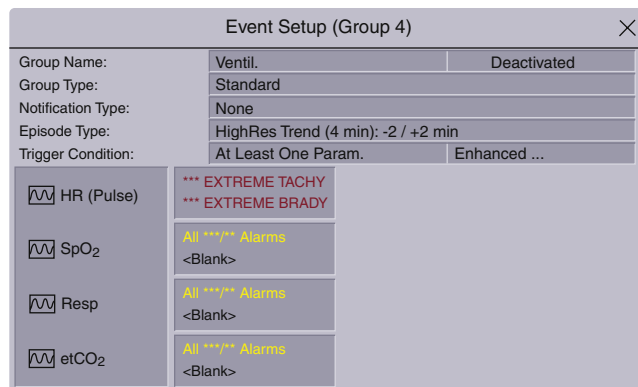 Event Setup (Group 4)
Group Name: Ventil. Deactivated
Group Type: Standard
Notification Type: None
Episode Type: HighRes Trend (4 min): -2 / +2 min
Trigger Condition: At Least One Param. Enhanced ...
HR (Pulse) *** EXTREME TACHY
*** EXTREME BRADY
SpO₂ All ***/** Alarms
<Blank>
Resp All ***/** Alarms
<Blank>
etCO₂ All ***/** Alarms
<Blank>